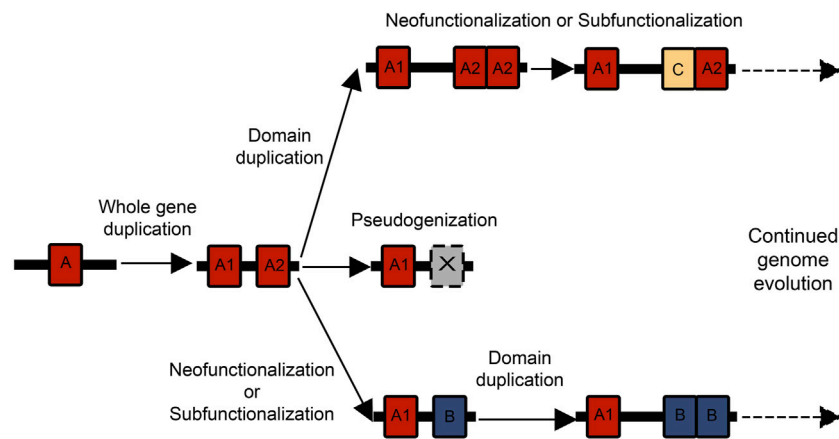 Neofunctionalization or Subfunctionalization
A1
A2
A2
A1
C
A2
Domain
duplication
Whole gene
duplication
Pseudogenization
A
A1
A2
A1
X
Continued
genome
evolution
Neofunctionalization
or
Subfunctionalization
Domain
duplication
A1
B
A1
B
B